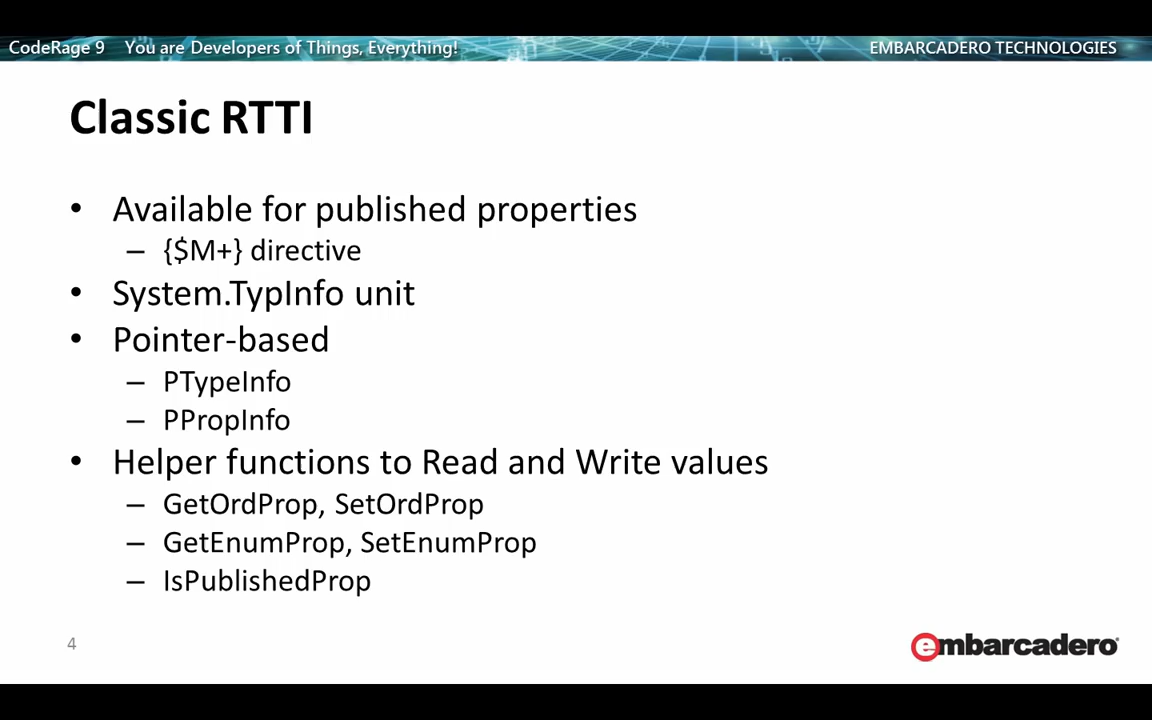 CodeRage 9 You are Developers of Things, Everything!
EMBARCADERO TECHNOLOGIES
Classic RTTI
• Available for published properties
– {$M+} directive
• System.TypInfo unit
• Pointer-based
– PTypeInfo
– PPropInfo
• Helper functions to Read and Write values
– GetOrdProp, SetOrdProp
– GetEnumProp, SetEnumProp
– IsPublishedProp
4
embarcadero